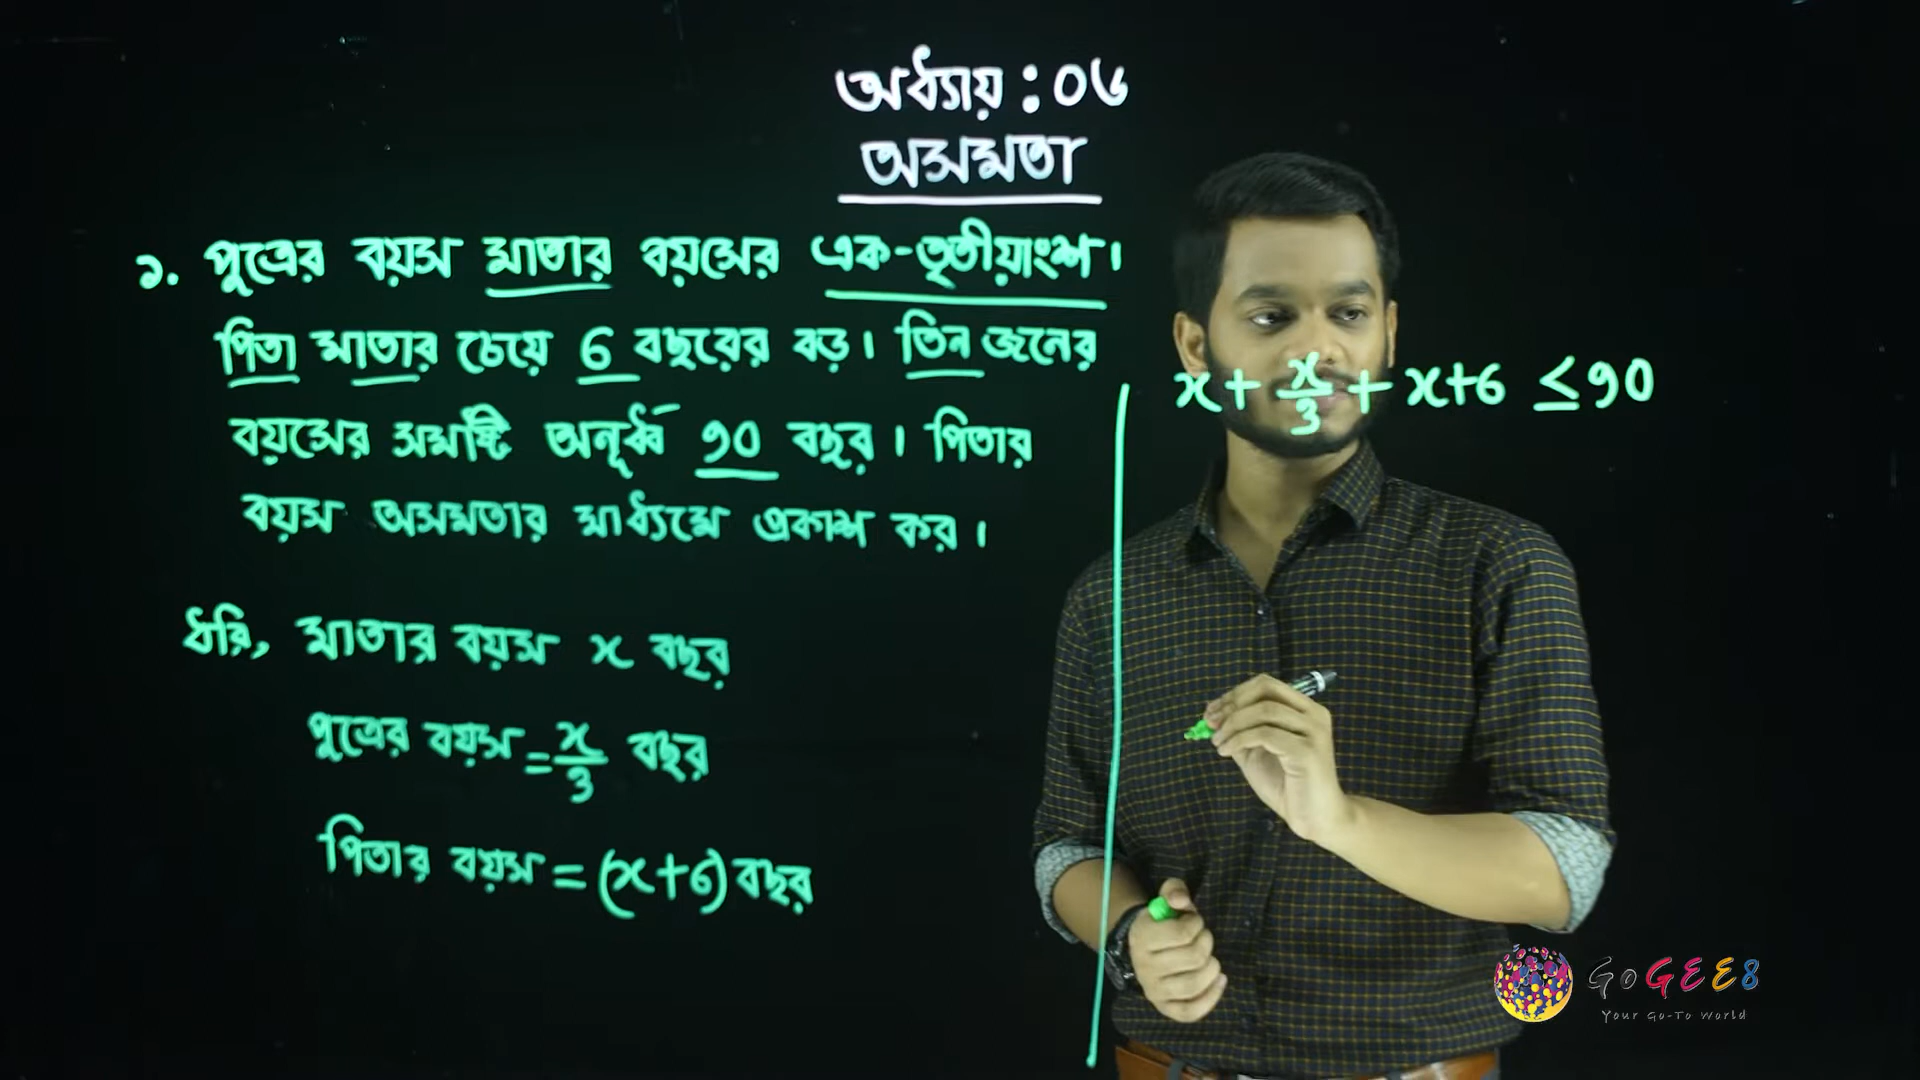 অধ্যায় : ০৬
অসমতা
১. পুত্রের বয়স মাতার বয়সের এক-তৃতীয়াংশ।
পিতা মাতার চেয়ে 6 বছরের বড়। তিন জনের
বয়সের সমষ্টি অনূর্ধ্ব 90 বছর। পিতার
বয়স অসমতার মাধ্যমে প্রকাশ কর।
ধরি, মাতার বয়স x বছর
পুত্রের বয়স = x/3 বছর
পিতার বয়স = (x+6) বছর
x + x/3 + x+6 ≤ 90
GoGEE8
Your Go-To World